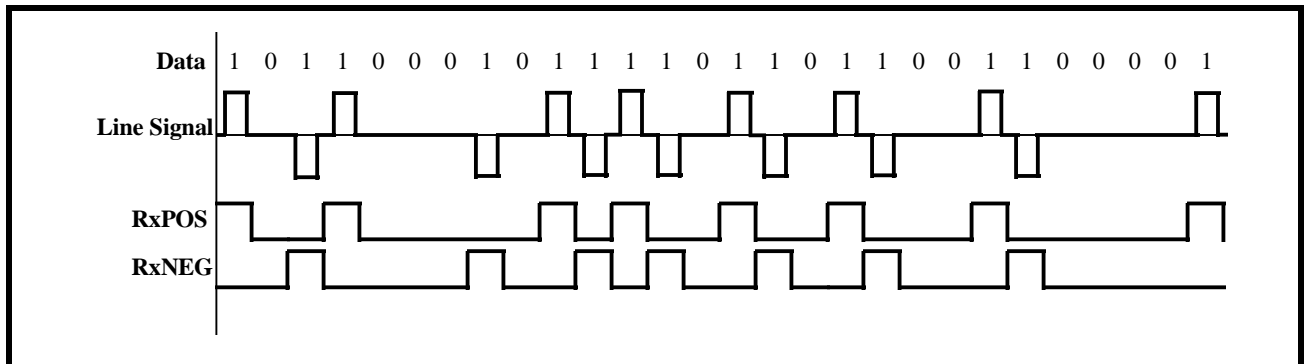 Data 1 0 1 1 0 0 0 1 0 1 1 1 1 0 1 1 0 1 1 0 0 1 1 0 0 0 0 1
Line Signal
RxPOS
RxNEG